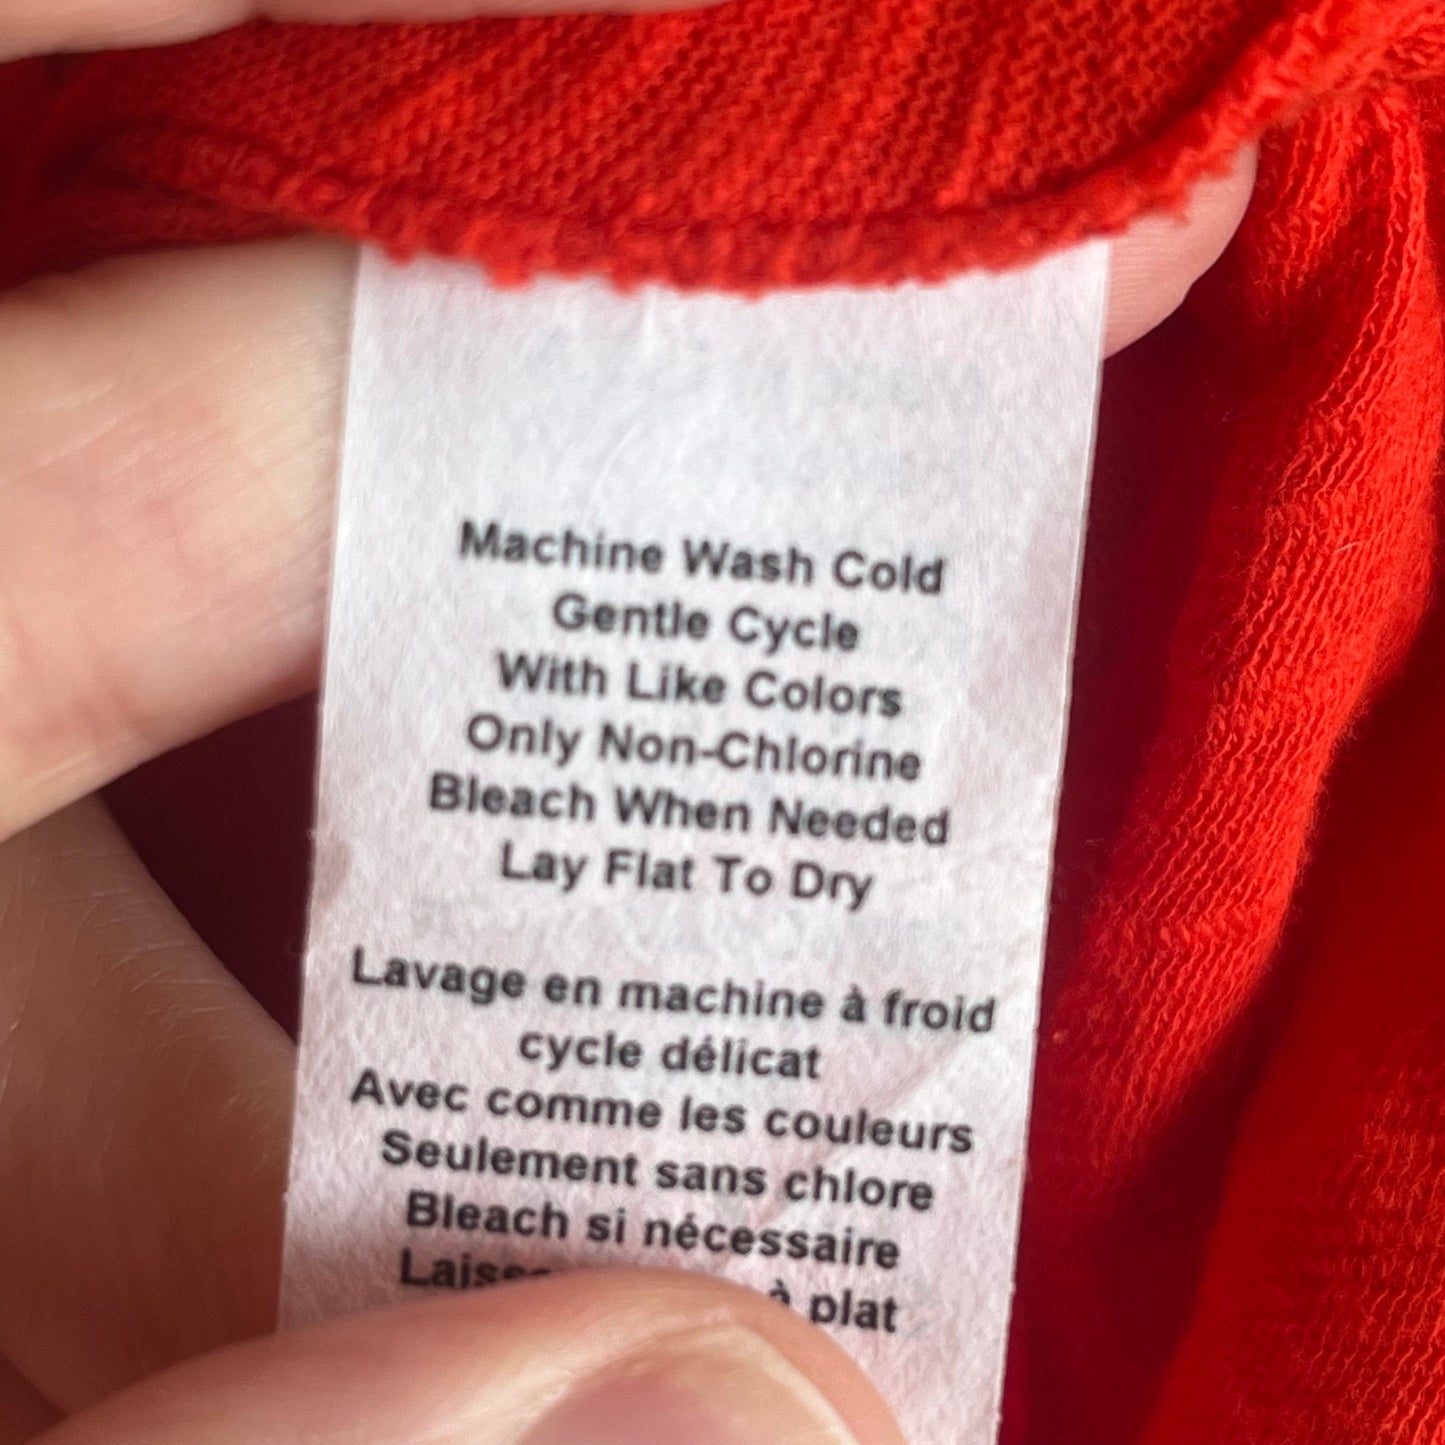 Machine Wash Cold
Gentle Cycle
With Like Colors
Only Non-Chlorine
Bleach When Needed
Lay Flat To Dry
Lavage en machine à froid
cycle délicat
Avec comme les couleurs
Seulement sans chlore
Bleach si nécessaire
à plat